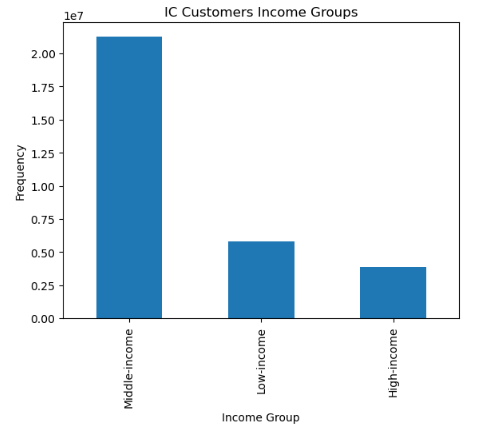 IC Customers Income Groups
1e7
2.00
1.75
1.50
1.25
1.00
0.75
0.50
0.25
0.00
Frequency
Middle-income
Low-income
High-income
Income Group